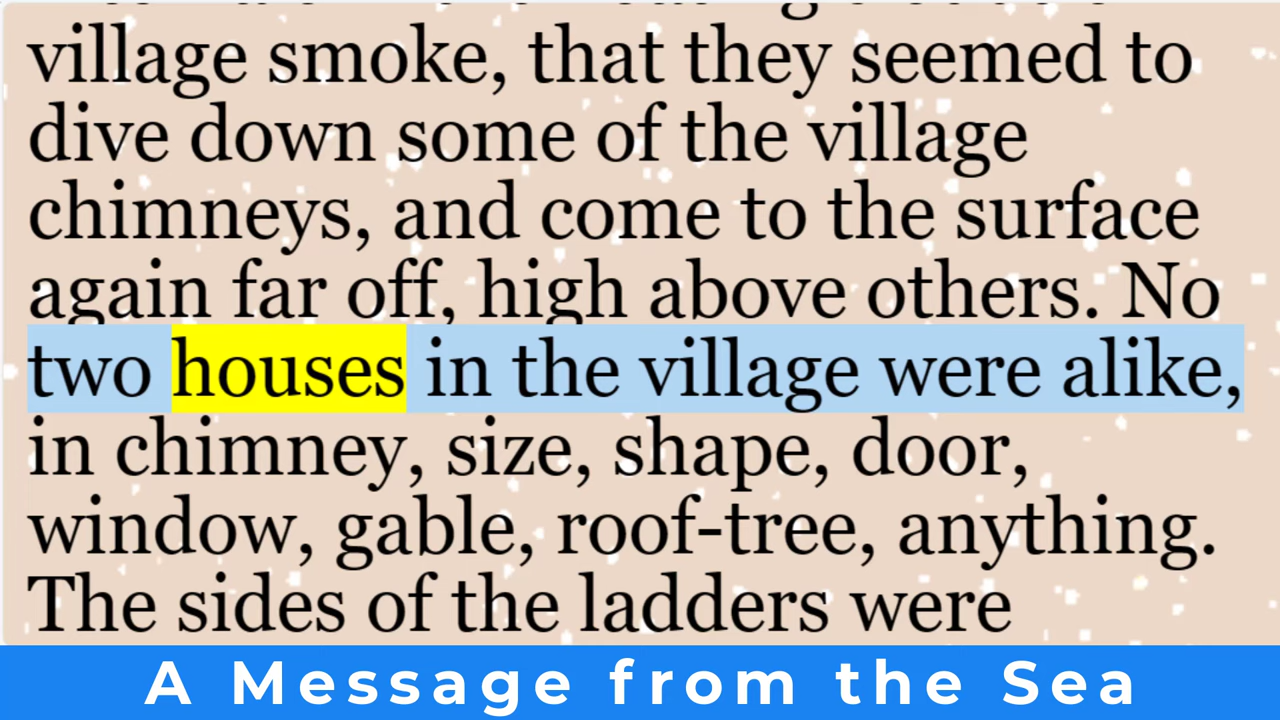 village smoke, that they seemed to
dive down some of the village
chimneys, and come to the surface
again far off, high above others. No
two houses in the village were alike,
in chimney, size, shape, door,
window, gable, roof-tree, anything.
The sides of the ladders were
A Message from the Sea